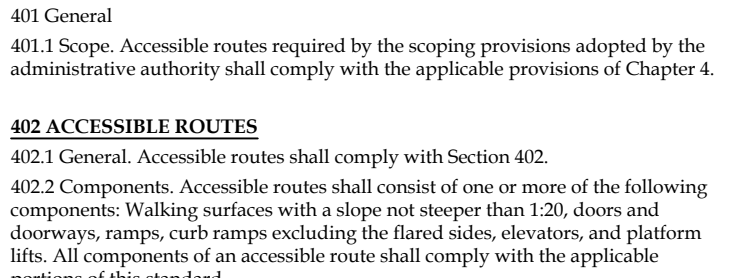 401 General
401.1 Scope. Accessible routes required by the scoping provisions adopted by the
administrative authority shall comply with the applicable provisions of Chapter 4.
402 ACCESSIBLE ROUTES
402.1 General. Accessible routes shall comply with Section 402.
402.2 Components. Accessible routes shall consist of one or more of the following
components: Walking surfaces with a slope not steeper than 1:20, doors and
doorways, ramps, curb ramps excluding the flared sides, elevators, and platform
lifts. All components of an accessible route shall comply with the applicable
portions of this standard.